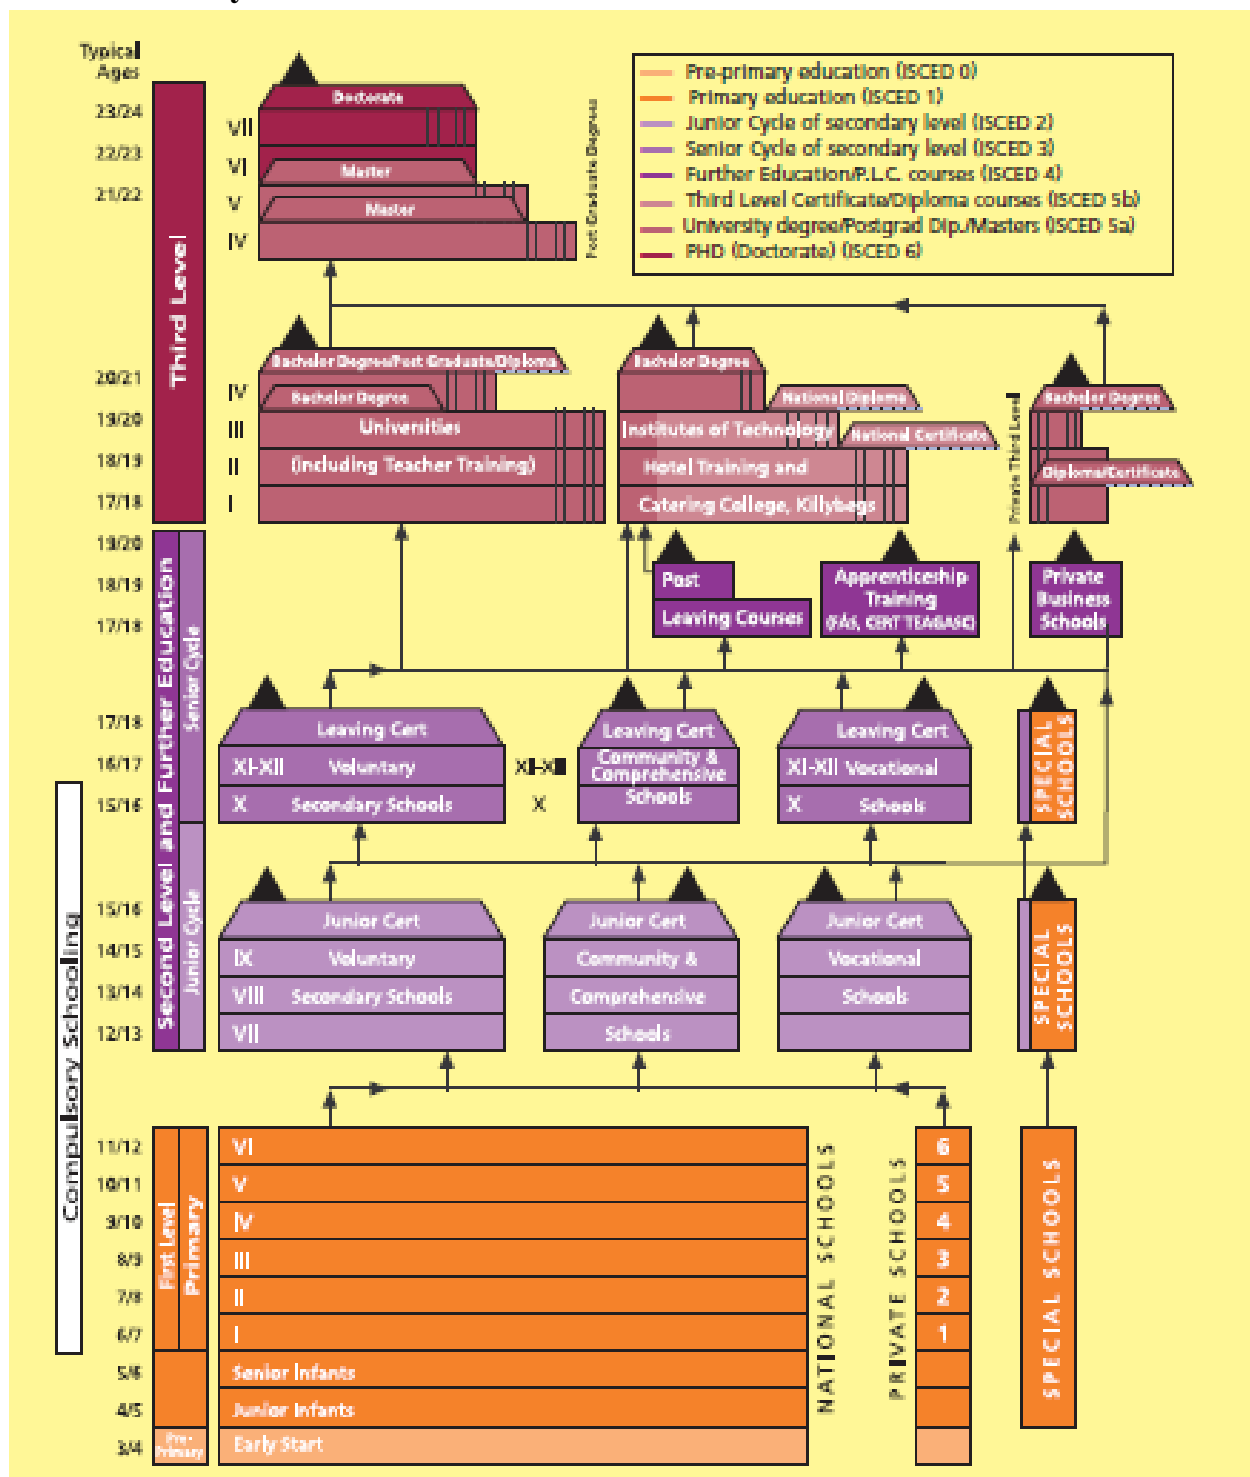 Typical
Ages
23/24
22/23
21/22
20/21
19/20
18/19
17/18
19/20
18/19
17/18
17/18
16/17
15/16
15/16
14/15
13/14
12/13
11/12
10/11
9/10
8/9
7/8
6/7
5/6
4/5
3/4
Compulsory Schooling
Third Level
Second Level and Further Education
Senior Cycle
Junior Cycle
First Level
Primary
Pre-
Primary
Pre-primary education (ISCED 0)
Primary education (ISCED 1)
Junior Cycle of secondary level (ISCED 2)
Senior Cycle of secondary level (ISCED 3)
Further Education/P.L.C. courses (ISCED 4)
Third Level Certificate/Diploma courses (ISCED 5b)
University degree/Postgrad Dip./Masters (ISCED 5a)
PHD (Doctorate) (ISCED 6)
Doctorate
VII
VI
Master
V
Master
IV
Post Graduate Degrees
Bachelor Degree/Post Graduate/Diploma
IV
Bachelor Degree
III
Universities
II
(including Teacher Training)
I
Bachelor Degree
National Diploma
Institutes of Technology
National Certificate
Hotel Training and
Catering College, Killybegs
Private Third Level
Bachelor Degree
Diploma/Certificate
Post
Leaving Courses
Apprenticeship
Training
(FÁS, CERT TEAGASC)
Private
Business
Schools
Leaving Cert
XI-XII Voluntary
X Secondary Schools
XI-XII
X
Leaving Cert
Community &
Comprehensive
Schools
Leaving Cert
XI-XII Vocational
X Schools
SPECIAL
SCHOOLS
Junior Cert
IX Voluntary
VIII Secondary Schools
VII
Junior Cert
Community &
Comprehensive
Schools
Junior Cert
Vocational
Schools
SPECIAL
SCHOOLS
VI
V
IV
III
II
I
Senior Infants
Junior Infants
Early Start
NATIONAL SCHOOLS
PRIVATE SCHOOLS
6
5
4
3
2
1
SPECIAL SCHOOLS